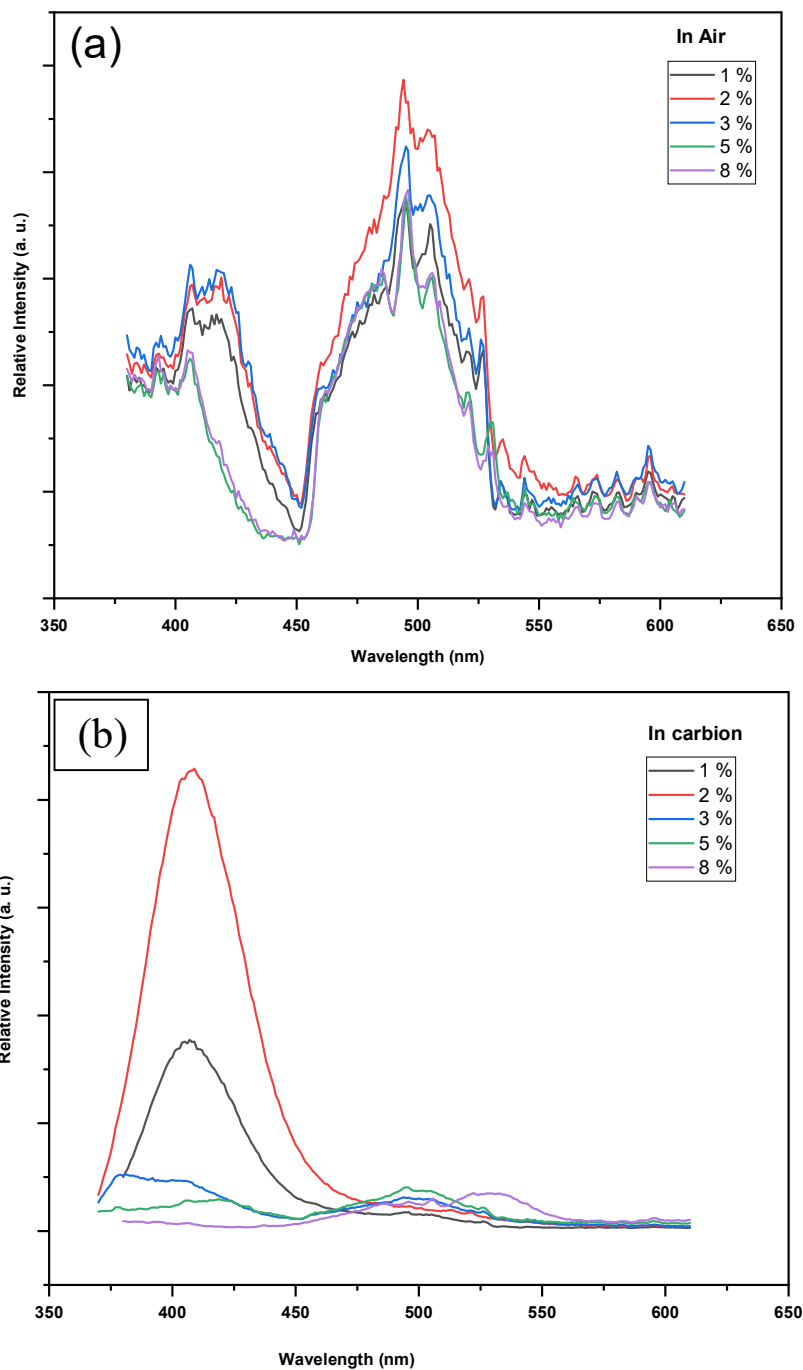 (a)
In Air
1 %
2 %
3 %
5 %
8 %
Relative Intensity (a. u.)
350 400 450 500 550 600 650
Wavelength (nm)
(b)
In carbion
1 %
2 %
3 %
5 %
8 %
Relative Intensity (a. u.)
350 400 450 500 550 600 650
Wavelength (nm)